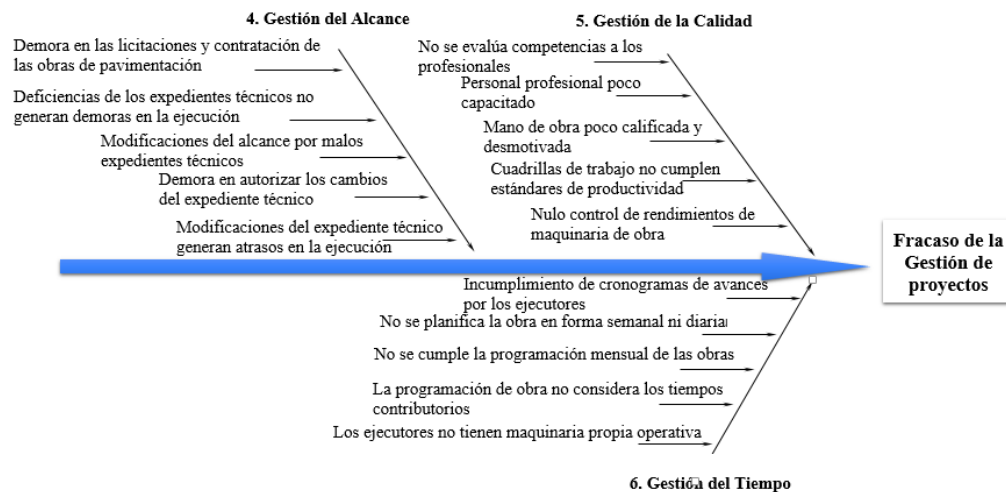 4. Gestión del Alcance
Demora en las licitaciones y contratación de
las obras de pavimentación
Deficiencias de los expedientes técnicos no
generan demoras en la ejecución
Modificaciones del alcance por malos
expedientes técnicos
Demora en autorizar los cambios
del expediente técnico
Modificaciones del expediente técnico
generan atrasos en la ejecución
5. Gestión de la Calidad
No se evalúa competencias a los
profesionales
Personal profesional poco
capacitado
Mano de obra poco calificada y
desmotivada
Cuadrillas de trabajo no cumplen
estándares de productividad
Nulo control de rendimientos de
maquinaria de obra
Fracaso de la
Gestión de
proyectos
Incumplimiento de cronogramas de avances
por los ejecutores
No se planifica la obra en forma semanal ni diaria
No se cumple la programación mensual de las obras
La programación de obra no considera los tiempos
contributorios
Los ejecutores no tienen maquinaria propia operativa
6. Gestión del Tiempo